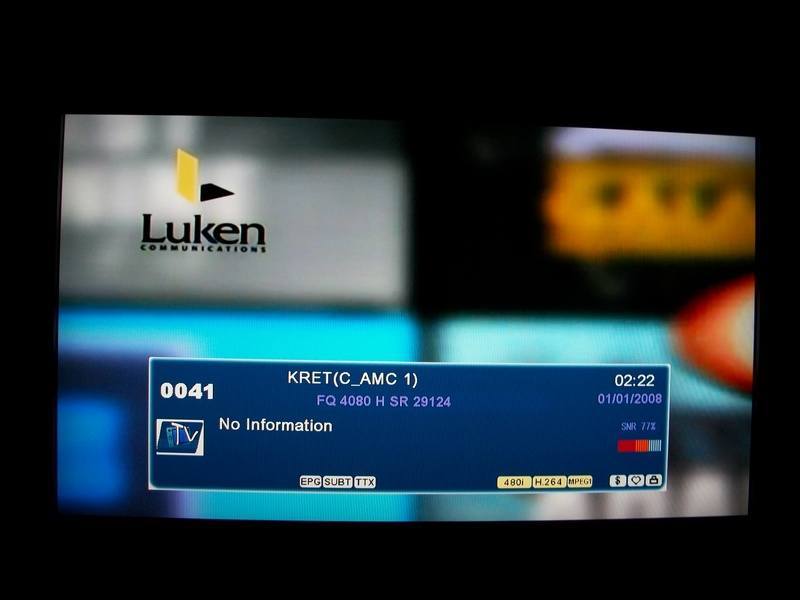 Luken
COMMUNICATIONS
0041
KRET(C_AMC 1)
02:22
FQ 4080 H SR 29124
01/01/2008
TV
No Information
SNR 77%
EPG SUBT TTX
480i H.264 MPEG1 $